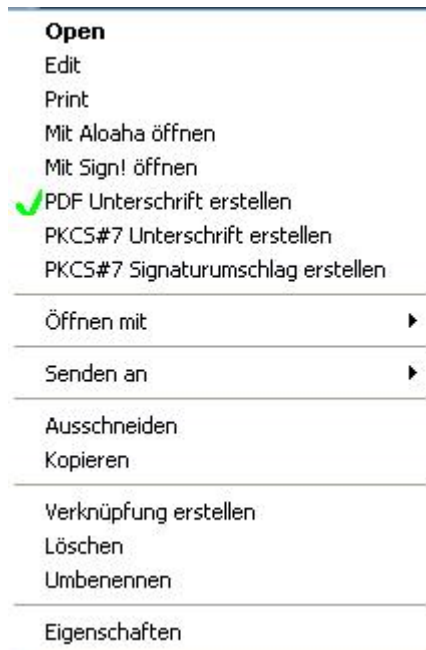 Open
Edit
Print
Mit Aloaha öffnen
Mit Sign! öffnen
PDF Unterschrift erstellen
PKCS#7 Unterschrift erstellen
PKCS#7 Signaturumschlag erstellen
Öffnen mit
Senden an
Ausschneiden
Kopieren
Verknüpfung erstellen
Löschen
Umbenennen
Eigenschaften